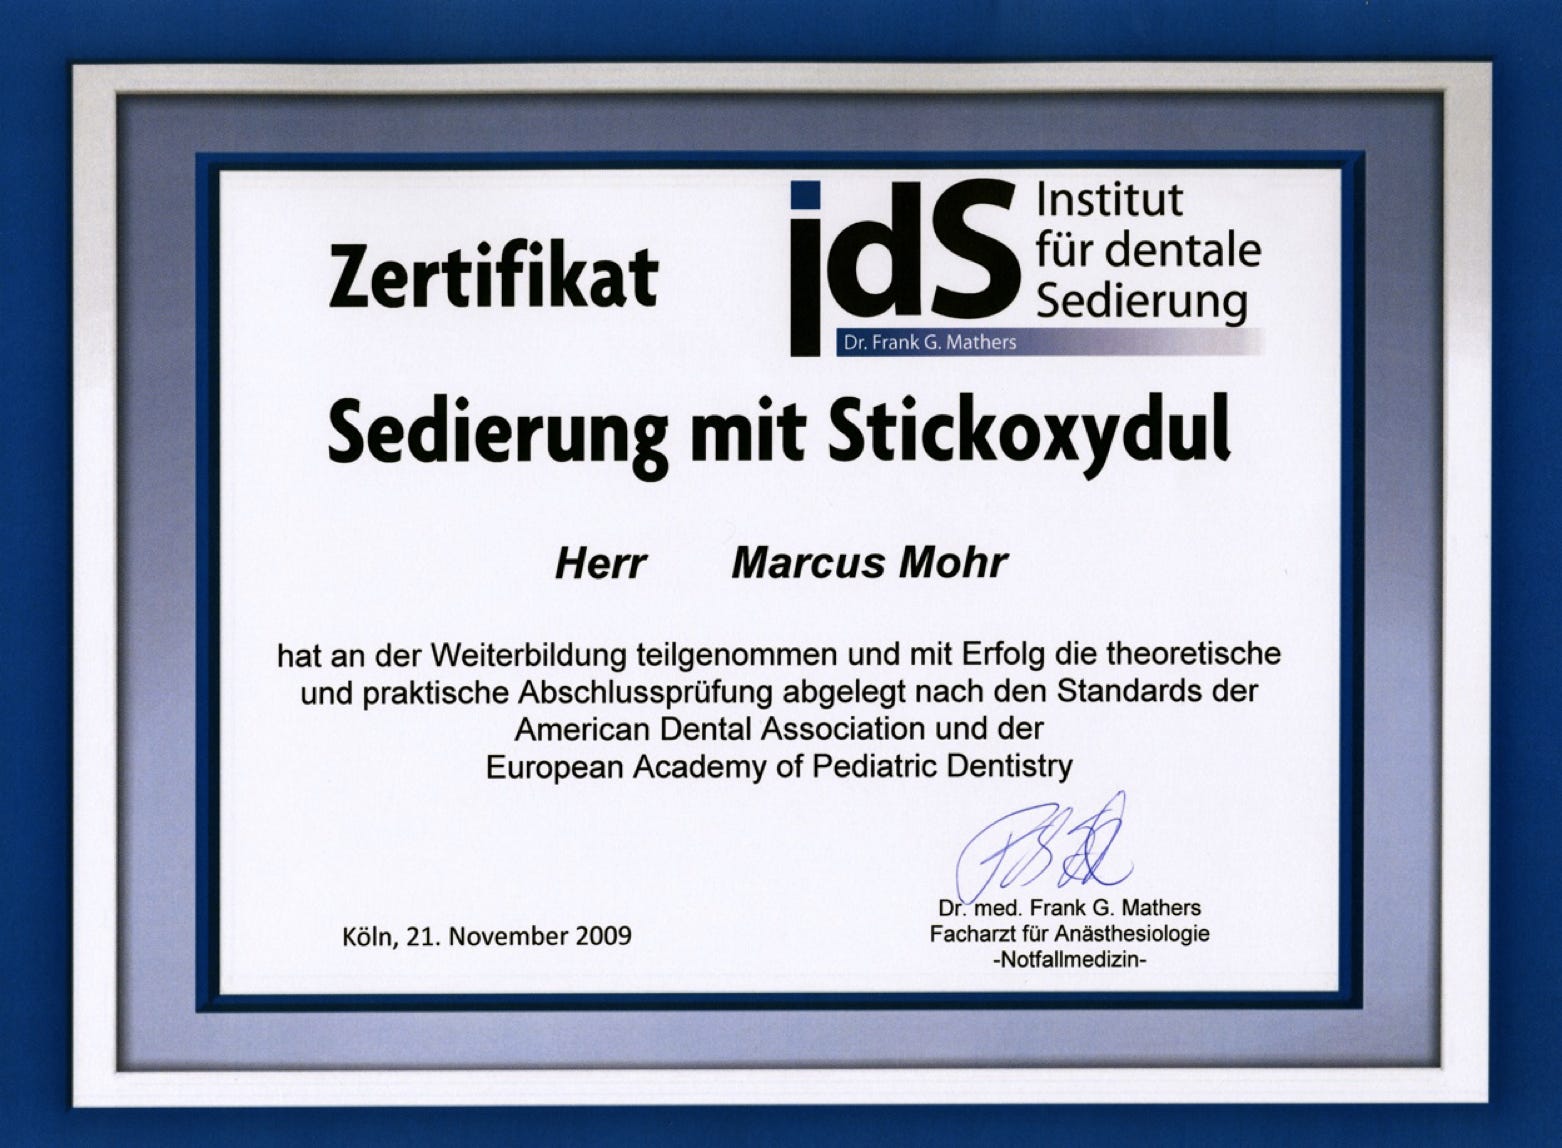 Zertifikat
idS
Institut
für dentale
Sedierung
Dr. Frank G. Mathers
Sedierung mit Stickoxydul
Herr Marcus Mohr
hat an der Weiterbildung teilgenommen und mit Erfolg die theoretische
und praktische Abschlussprüfung abgelegt nach den Standards der
American Dental Association und der
European Academy of Pediatric Dentistry
Köln, 21. November 2009
Dr. med. Frank G. Mathers
Facharzt für Anästhesiologie
-Notfallmedizin-